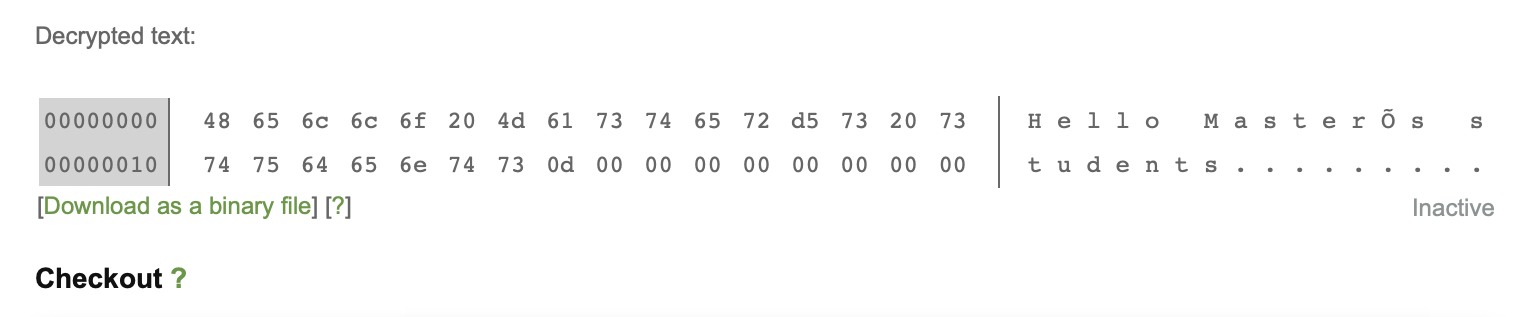 Decrypted text:
00000000 48 65 6c 6c 6f 20 4d 61 73 74 65 72 d5 73 20 73 H e l l o   M a s t e r Õ s   s
00000010 74 75 64 65 6e 74 73 0d 00 00 00 00 00 00 00 00 t u d e n t s . . . . . . . . .
[Download as a binary file] [?]
Inactive
Checkout ?